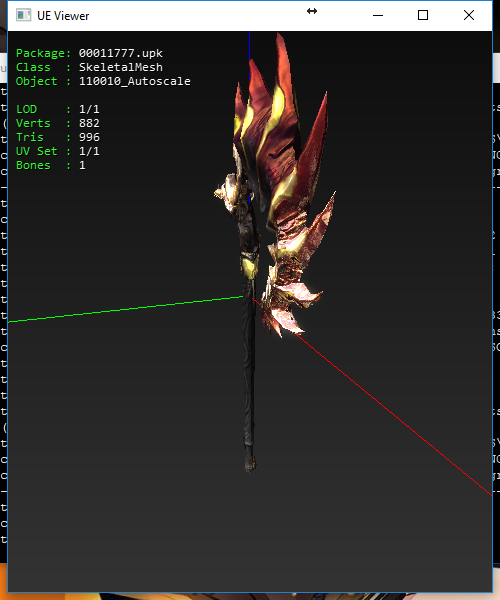 UE Viewer
Package: 00011777.upk
Class : SkeletalMesh
Object : 110010_Autoscale
LOD : 1/1
Verts : 882
Tris : 996
UV Set : 1/1
Bones : 1